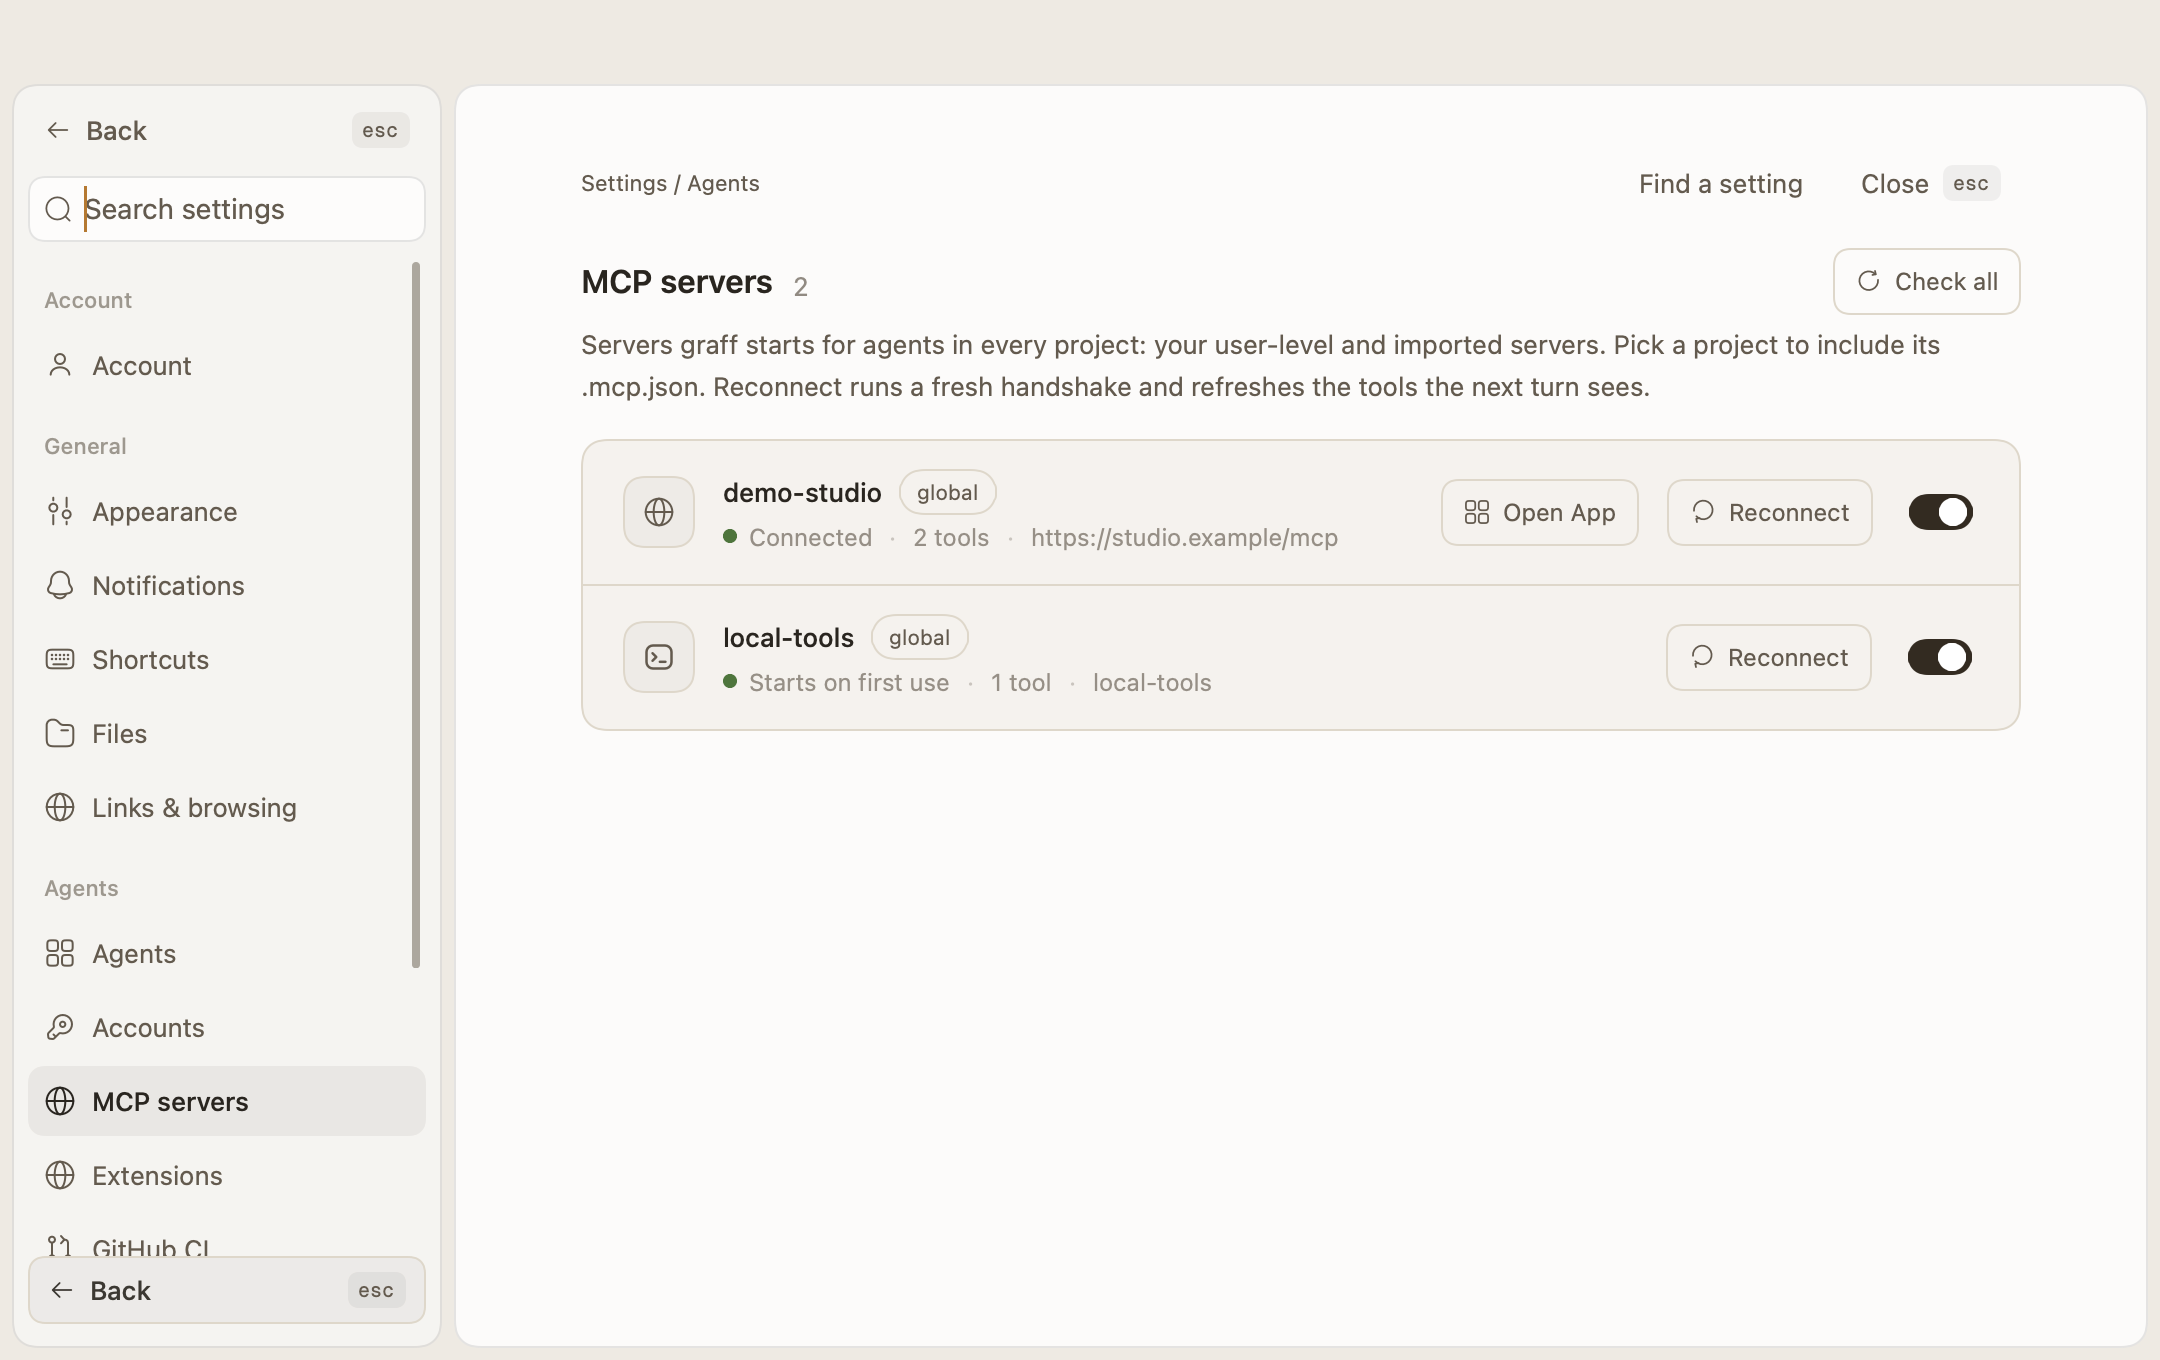 Back esc
Search settings
Account
Account
General
Appearance
Notifications
Shortcuts
Files
Links & browsing
Agents
Agents
Accounts
MCP servers
Extensions
GitHub CI
Back esc
Settings / Agents
Find a setting
Close esc
MCP servers 2
Check all
Servers graff starts for agents in every project: your user-level and imported servers. Pick a project to include its
.mcp.json. Reconnect runs a fresh handshake and refreshes the tools the next turn sees.
demo-studio global
Connected · 2 tools · https://studio.example/mcp
Open App
Reconnect
local-tools global
Starts on first use · 1 tool · local-tools
Reconnect